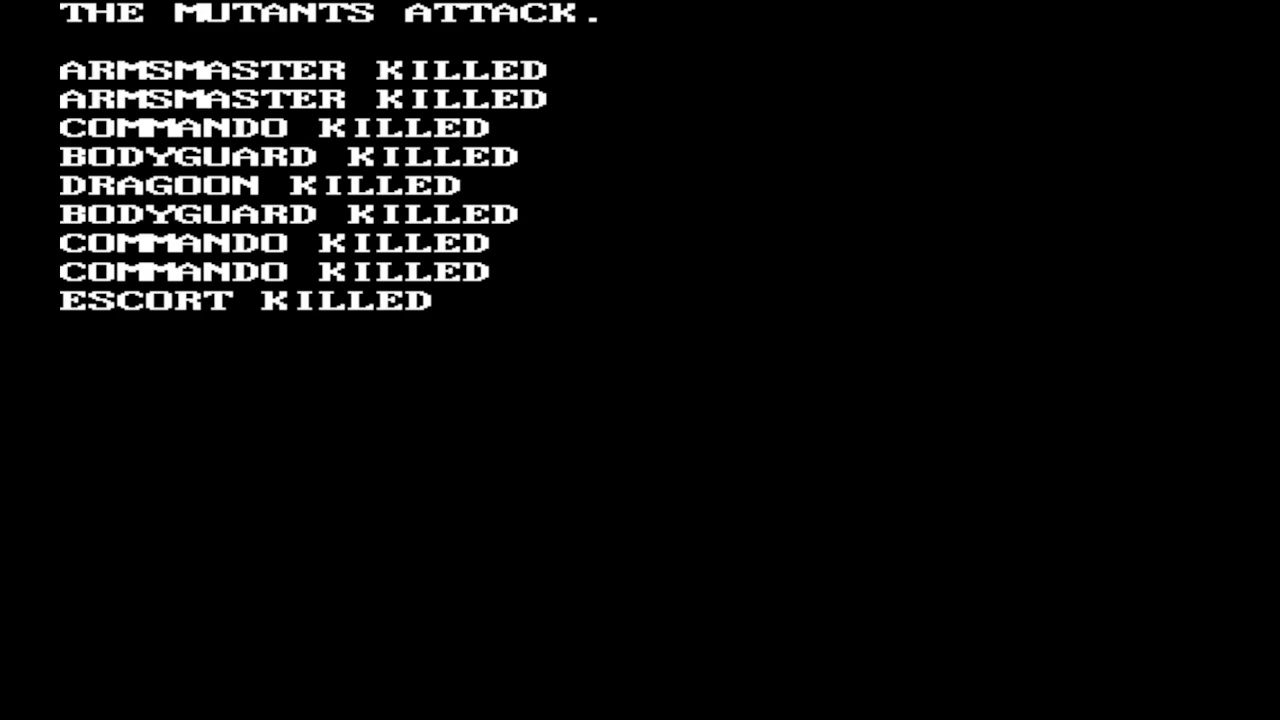 THE MUTANTS ATTACK.
ARMSMASTER KILLED
ARMSMASTER KILLED
COMMANDO KILLED
BODYGUARD KILLED
DRAGOON KILLED
BODYGUARD KILLED
COMMANDO KILLED
COMMANDO KILLED
ESCORT KILLED